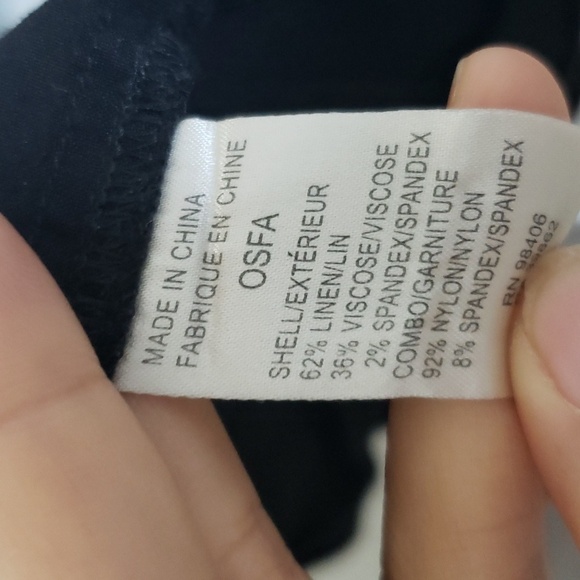 MADE IN CHINA
FABRIQUE EN CHINE
OSFA
SHELL/EXTÉRIEUR
62% LINEN/LIN
36% VISCOSE/VISCOSE
2% SPANDEX/SPANDEX
COMBO/GARNITURE
92% NYLON/NYLON
8% SPANDEX/SPANDEX
RN 98406